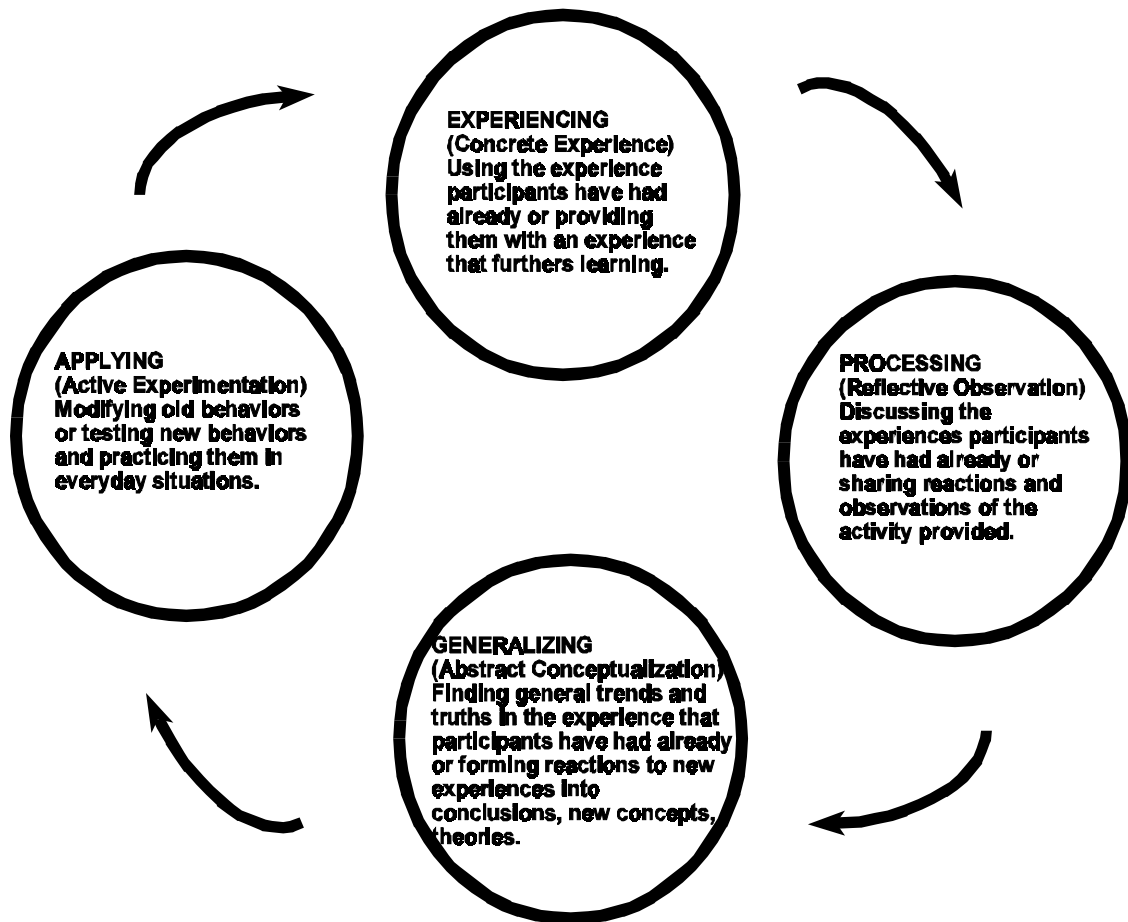 EXPERIENCING
(Concrete Experience)
Using the experience
participants have had
already or providing
them with an experience
that furthers learning.
APPLYING
(Active Experimentation)
Modifying old behaviors
or testing new behaviors
and practicing them in
everyday situations.
PROCESSING
(Reflective Observation)
Discussing the
experiences participants
have had already or
sharing reactions and
observations of the
activity provided.
GENERALIZING
(Abstract Conceptualization)
Finding general trends and
truths in the experience that
participants have had already
or forming reactions to new
experiences into
conclusions, new concepts,
theories.